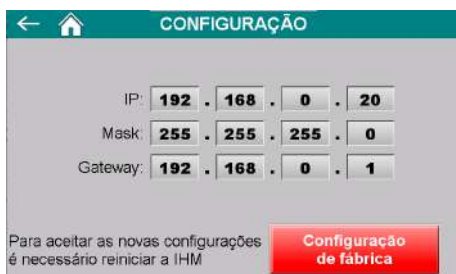 CONFIGURAÇÃO
IP: 192 . 168 . 0 . 20
Mask: 255 . 255 . 255 . 0
Gateway: 192 . 168 . 0 . 1
Para aceitar as novas configurações
é necessário reiniciar a IHM
Configuração
de fábrica